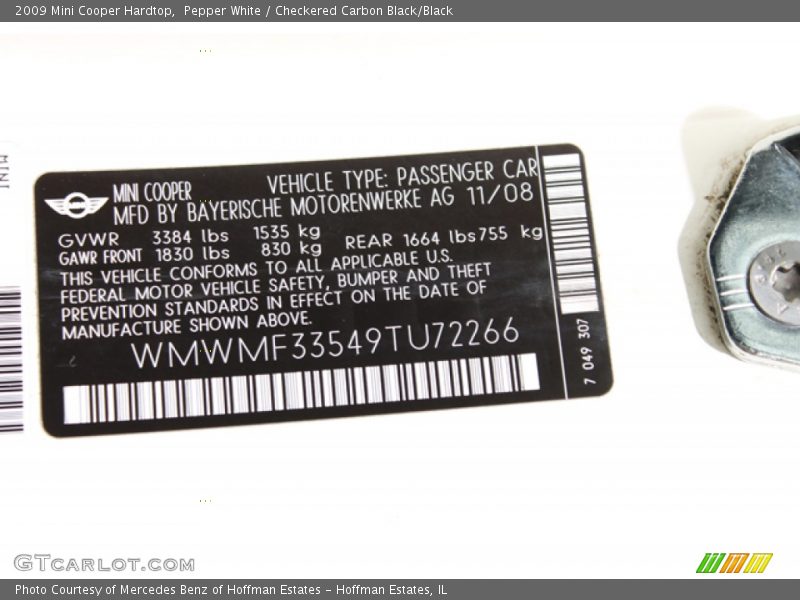 2009 Mini Cooper Hardtop,  Pepper White / Checkered Carbon Black/Black
MINI
MINI COOPER VEHICLE TYPE: PASSENGER CAR
MFD BY BAYERISCHE MOTORENWERKE AG 11/08
GVWR 3384 lbs 1535 kg
GAWR FRONT 1830 lbs 830 kg REAR 1664 lbs 755 kg
THIS VEHICLE CONFORMS TO ALL APPLICABLE U.S.
FEDERAL MOTOR VEHICLE SAFETY, BUMPER AND THEFT
PREVENTION STANDARDS IN EFFECT ON THE DATE OF
MANUFACTURE SHOWN ABOVE.
WMWMF33549TU72266
7 049 307
GTCARLOT.COM
Photo Courtesy of Mercedes Benz of Hoffman Estates - Hoffman Estates, IL